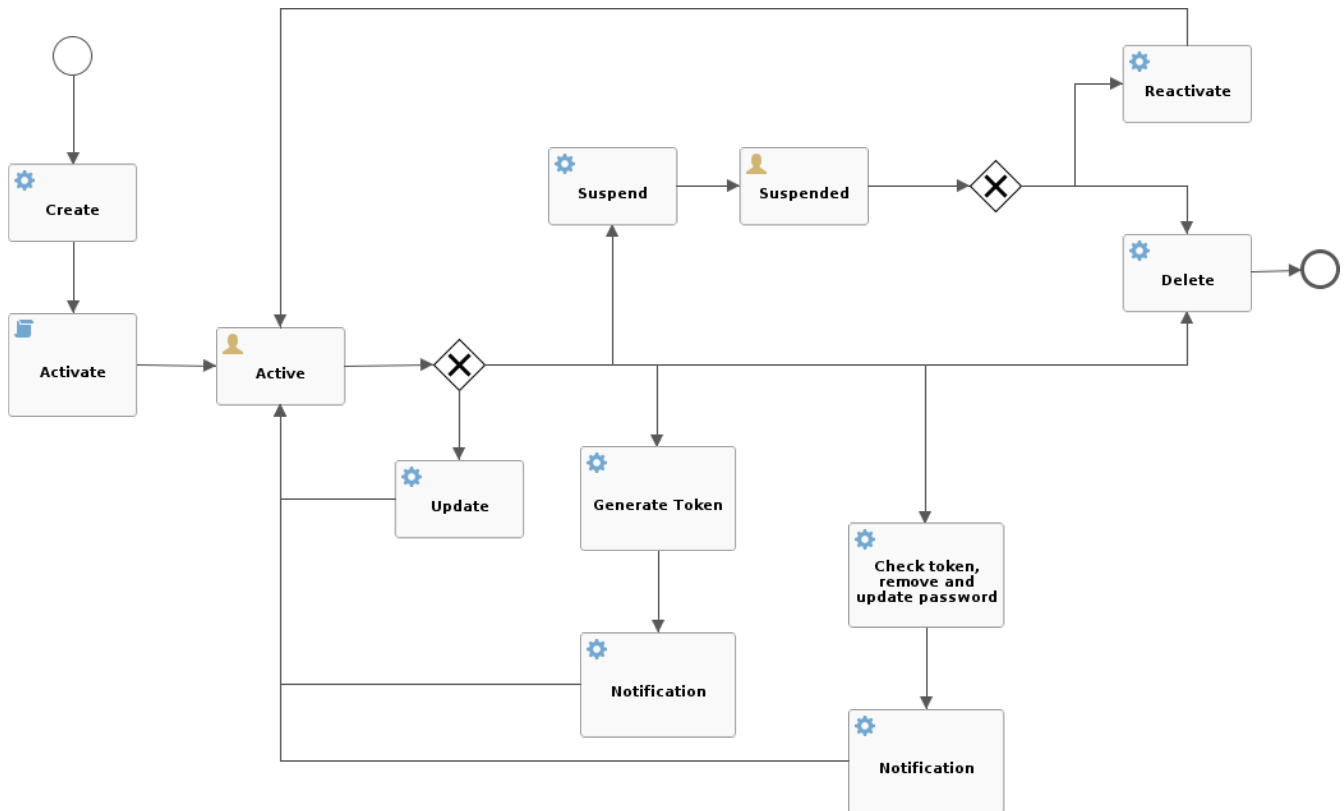 Reactivate
Create
Suspend
Suspended
Delete
Activate
Active
Update
Generate Token
Check token,
remove and
update password
Notification
Notification